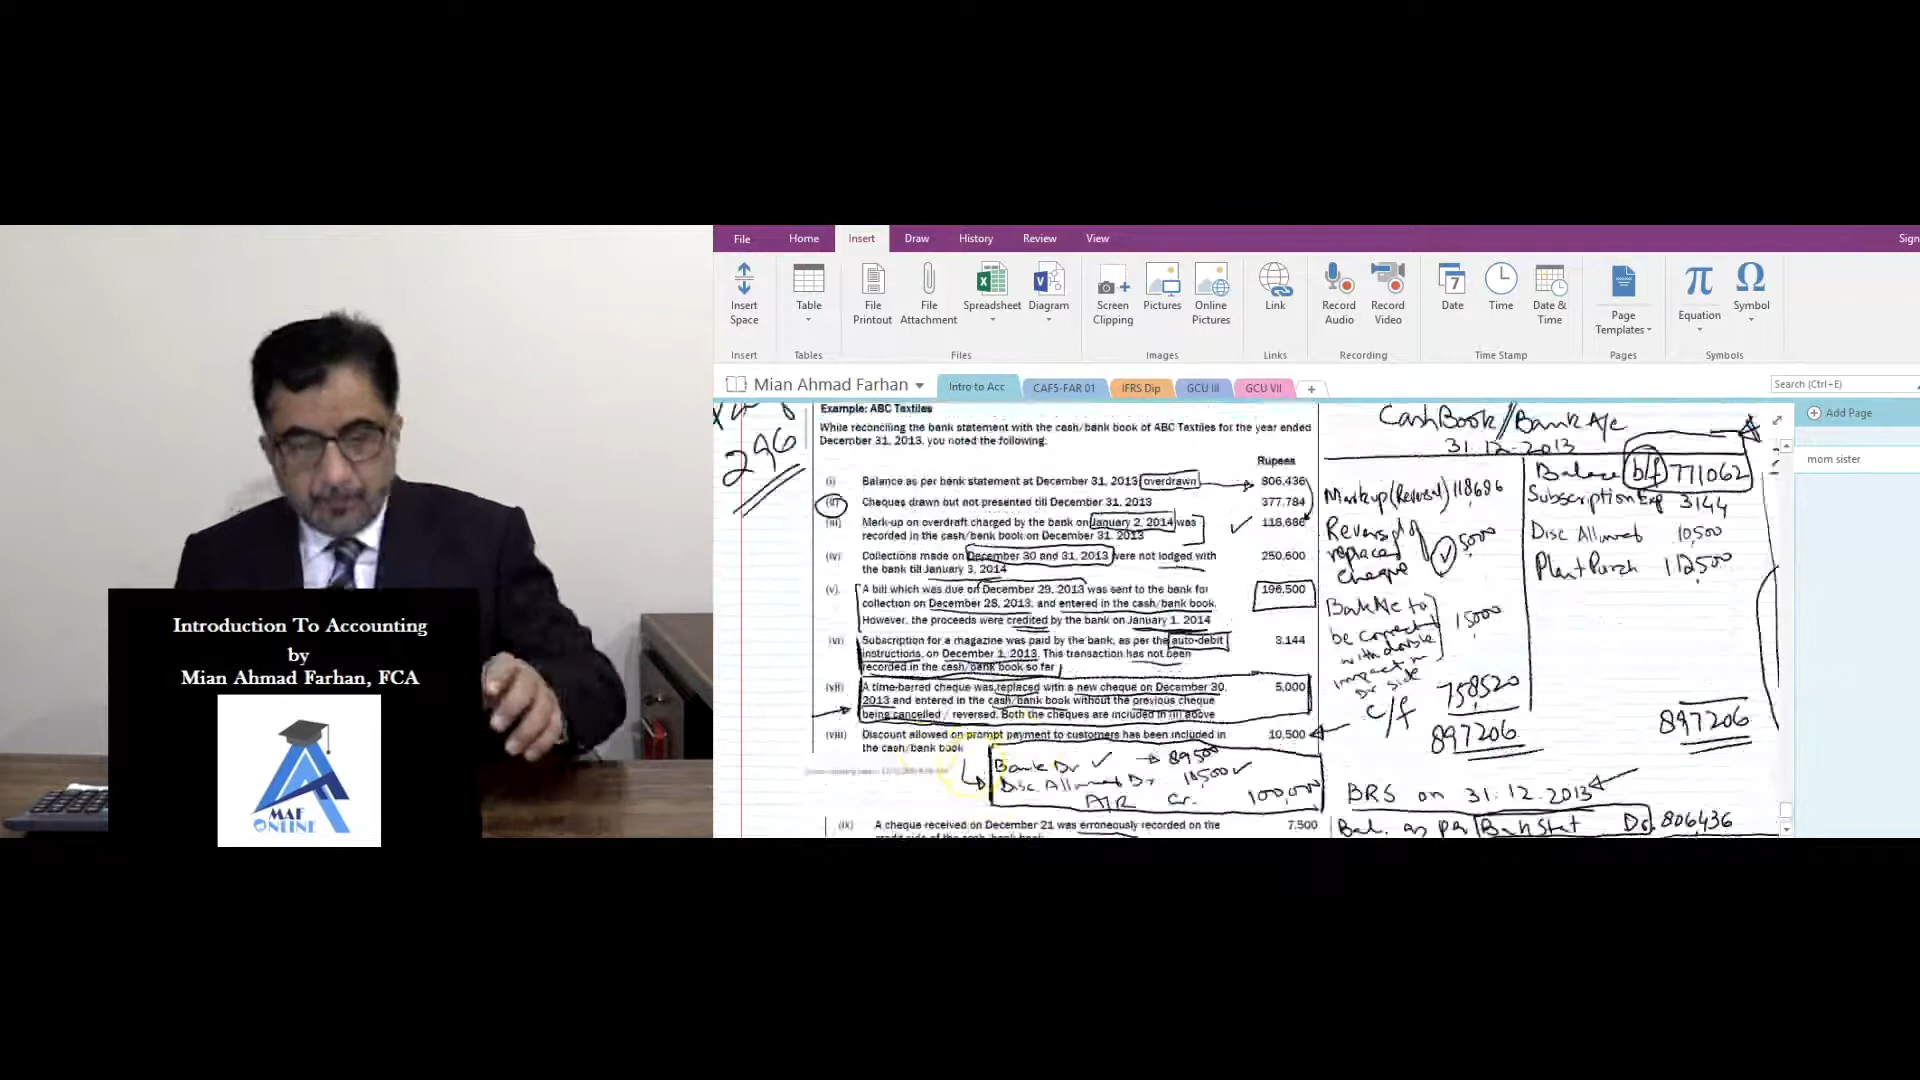 File Home Insert Draw History Review View Sign
Insert Space
Table
File Printout
File Attachment
Spreadsheet
Diagram
Screen Clipping
Pictures
Online Pictures
Link
Record Audio
Record Video
Date
Time
Date & Time
Page Templates
Equation
Symbol
Insert Tables Files Images Links Recording Time Stamp Pages Symbols
Mian Ahmad Farhan Intro to Acc CAF5-FAR 01 IFRS Dip GCU III GCU VII + Search (Ctrl+E)
Add Page
mom sister
296
Example: ABC Textiles
While reconciling the bank statement with the cash/bank book of ABC Textiles for the year ended
December 31, 2013, you noted the following:
Rupees
(i) Balance as per bank statement at December 31, 2013 overdrawn 806,436
(ii) Cheques drawn but not presented till December 31, 2013 377,784
(iii) Mark-up on overdraft charged by the bank on January 2, 2014 was 118,686
recorded in the cash/bank book on December 31, 2013
(iv) Collections made on December 30 and 31, 2013 were not lodged with 250,600
the bank till January 3, 2014
(v) A bill which was due on December 29, 2013 was sent to the bank for 196,500
collection on December 28, 2013, and entered in the cash/bank book.
However, the proceeds were credited by the bank on January 1, 2014
(vi) Subscription for a magazine was paid by the bank, as per the auto-debit 3,144
instructions, on December 1, 2013. This transaction has not been
recorded in the cash/bank book so far
(vii) A time-barred cheque was replaced with a new cheque on December 30, 5,000
2013 and entered in the cash/bank book without the previous cheque
being cancelled / reversed. Both the cheques are included in (ii) above
(viii) Discount allowed on prompt payment to customers has been included in 10,500
the cash/bank book
Bank Dr 89500
Disc Allowed Dr 10,500
A/R Cr. 100,000
(ix) A cheque received on December 21 was erroneously recorded on the 7,500
credit side of the cash/bank book
Cash Book/Bank A/c
31.12.2013
Markup (Reversal) 118686
Reversal of
replaced
cheque
5000
Bank A/c to
be corrected
with double
impact in
Dr side
15000
c/f 758520
897206
Balance b/f 771062
Subscription Exp 3144
Disc Allowed 10,500
Plant Purch 112,500
897206
BRS on 31.12.2013
Bal. as per Bank Stat Dr. 806436
Introduction To Accounting
by
Mian Ahmad Farhan, FCA
MAF
ONLINE